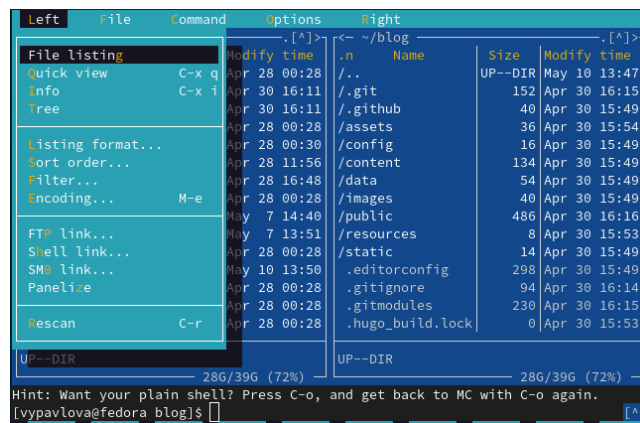 Left File Command Options Right
.[^]>┐┌<─ ~/blog .[^]>
File listing Modify time .n Name Size Modify time
Quick view C-x q Apr 28 00:28 /.. UP--DIR May 10 13:47
Info C-x i Apr 30 16:11 /.git 152 Apr 30 16:15
Tree Apr 30 16:11 /.github 40 Apr 30 15:49
Apr 28 00:28 /assets 36 Apr 30 15:54
Listing format... Apr 28 00:30 /config 16 Apr 30 15:49
Sort order... Apr 28 11:56 /content 134 Apr 30 15:49
Filter... Apr 28 16:48 /data 54 Apr 30 15:49
Encoding... M-e Apr 28 00:28 /images 40 Apr 30 15:49
May 7 14:40 /public 486 Apr 30 16:16
FTP link... May 7 13:51 /resources 8 Apr 30 15:53
Shell link... Apr 28 00:28 /static 14 Apr 30 15:49
SMB link... May 10 13:50 .editorconfig 298 Apr 30 15:49
Panelize Apr 28 00:28 .gitignore 94 Apr 30 16:14
Apr 28 00:28 .gitmodules 230 Apr 30 16:15
Rescan C-r Apr 28 00:28 .hugo_build.lock 0 Apr 30 15:53
UP--DIR UP--DIR
28G/39G (72%) 28G/39G (72%)
Hint: Want your plain shell? Press C-o, and get back to MC with C-o again.
[vypavlova@fedora blog]$ [^